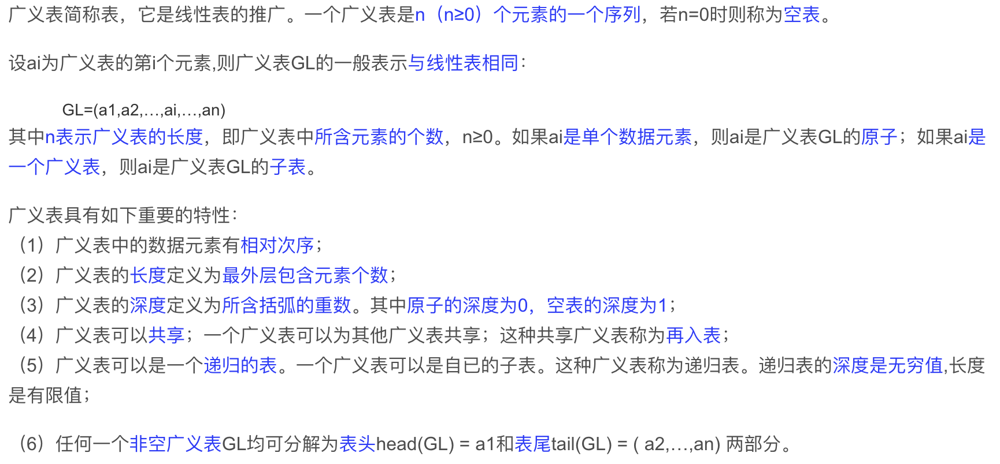 广义表简称表，它是线性表的推广。一个广义表是n（n≥0）个元素的一个序列，若n=0时则称为空表。
设ai为广义表的第i个元素,则广义表GL的一般表示与线性表相同：
GL=(a1,a2,…,ai,…,an)
其中n表示广义表的长度，即广义表中所含元素的个数，n≥0。如果ai是单个数据元素，则ai是广义表GL的原子；如果ai是
一个广义表，则ai是广义表GL的子表。
广义表具有如下重要的特性：
（1）广义表中的数据元素有相对次序；
（2）广义表的长度定义为最外层包含元素个数；
（3）广义表的深度定义为所含括弧的重数。其中原子的深度为0，空表的深度为1；
（4）广义表可以共享；一个广义表可以为其他广义表共享；这种共享广义表称为再入表；
（5）广义表可以是一个递归的表。一个广义表可以是自已的子表。这种广义表称为递归表。递归表的深度是无穷值,长度
是有限值；
（6）任何一个非空广义表GL均可分解为表头head(GL) = a1和表尾tail(GL) = ( a2,…,an) 两部分。